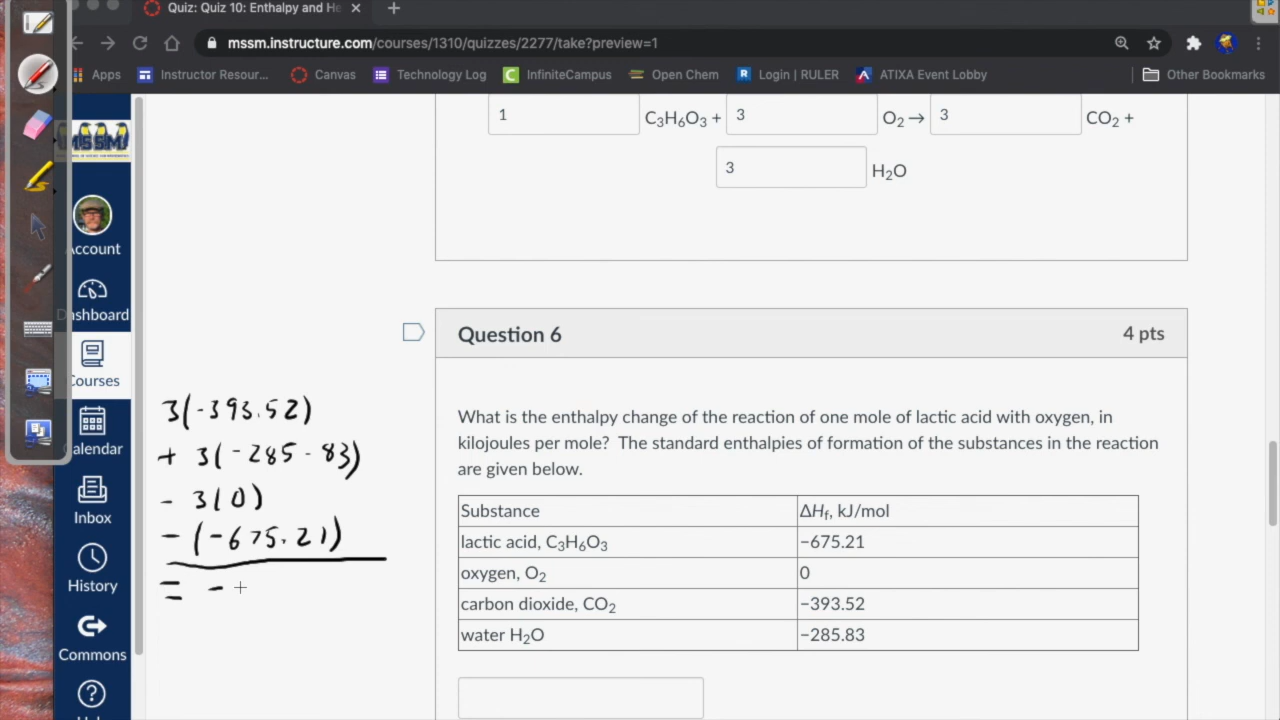 Quiz: Quiz 10: Enthalpy and He
mssm.instructure.com/courses/1310/quizzes/2277/take?preview=1
Apps
Instructor Resour...
Canvas
Technology Log
InfiniteCampus
Open Chem
Login | RULER
ATIXA Event Lobby
Other Bookmarks
MSSM
Account
Dashboard
Courses
Calendar
Inbox
History
Commons
1 C₃H₆O₃ + 3 O₂ → 3 CO₂ +
3 H₂O
Question 6 4 pts
What is the enthalpy change of the reaction of one mole of lactic acid with oxygen, in
kilojoules per mole? The standard enthalpies of formation of the substances in the reaction
are given below.
Substance ΔHf, kJ/mol
lactic acid, C₃H₆O₃ −675.21
oxygen, O₂ 0
carbon dioxide, CO₂ −393.52
water H₂O −285.83
3(-393.52)
+ 3(-285.83)
- 3(0)
- (-675.21)
= -